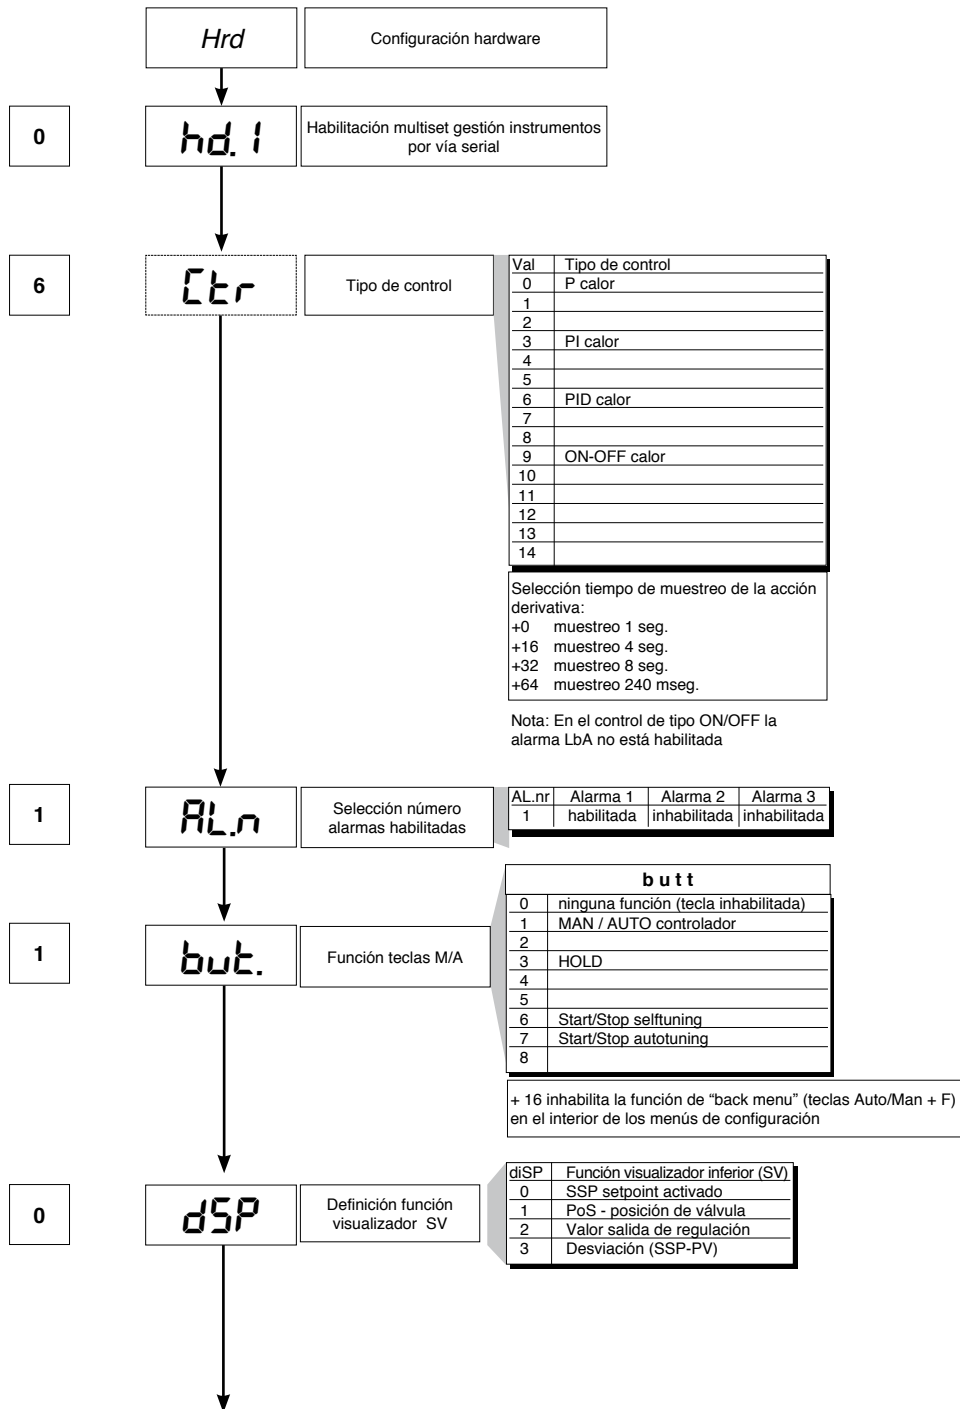 Hrd
Configuración hardware
0
hd.1
Habilitación multiset gestión instrumentos
por vía serial
6
Ctr
Tipo de control
Val Tipo de control
0 P calor
1
2
3 PI calor
4
5
6 PID calor
7
8
9 ON-OFF calor
10
11
12
13
14
Selección tiempo de muestreo de la acción
derivativa:
+0 muestreo 1 seg.
+16 muestreo 4 seg.
+32 muestreo 8 seg.
+64 muestreo 240 mseg.
Nota: En el control de tipo ON/OFF la
alarma LbA no está habilitada
1
AL.n
Selección número
alarmas habilitadas
AL.nr Alarma 1 Alarma 2 Alarma 3
1 habilitada inhabilitada inhabilitada
1
but.
Función teclas M/A
b u t t
0 ninguna función (tecla inhabilitada)
1 MAN / AUTO controlador
2
3 HOLD
4
5
6 Start/Stop selftuning
7 Start/Stop autotuning
8
+ 16 inhabilita la función de “back menu” (teclas Auto/Man + F)
en el interior de los menús de configuración
0
dSP
Definición función
visualizador SV
diSP Función visualizador inferior (SV)
0 SSP setpoint activado
1 PoS - posición de válvula
2 Valor salida de regulación
3 Desviación (SSP-PV)